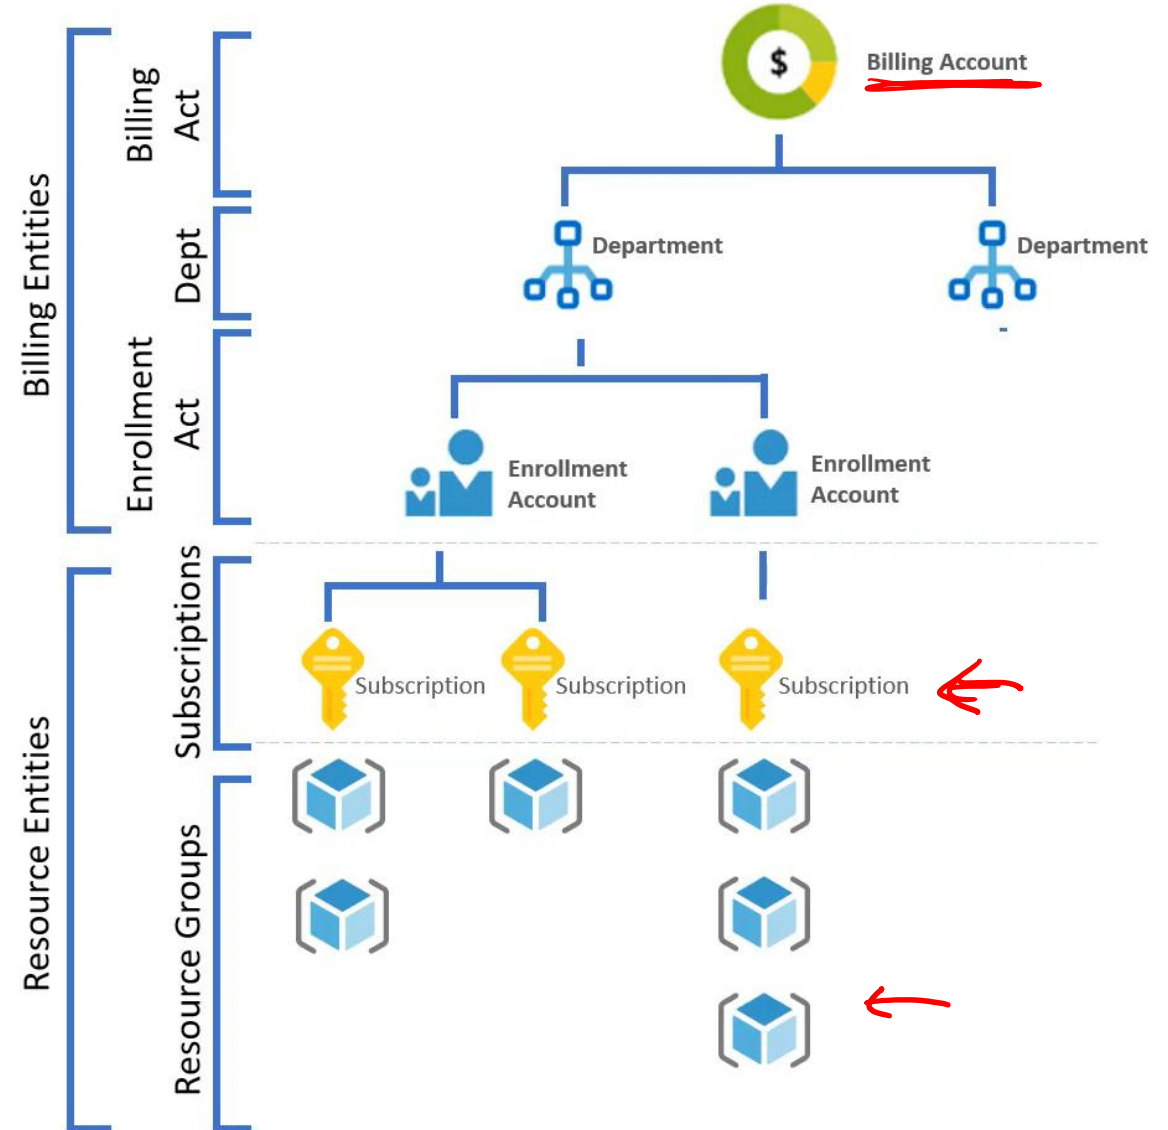 Billing Entities
Billing
Act
$
Billing Account
Dept
Department
Department
Enrollment
Act
Enrollment
Account
Enrollment
Account
Resource Entities
Subscriptions
Subscription
Subscription
Subscription
Resource Groups